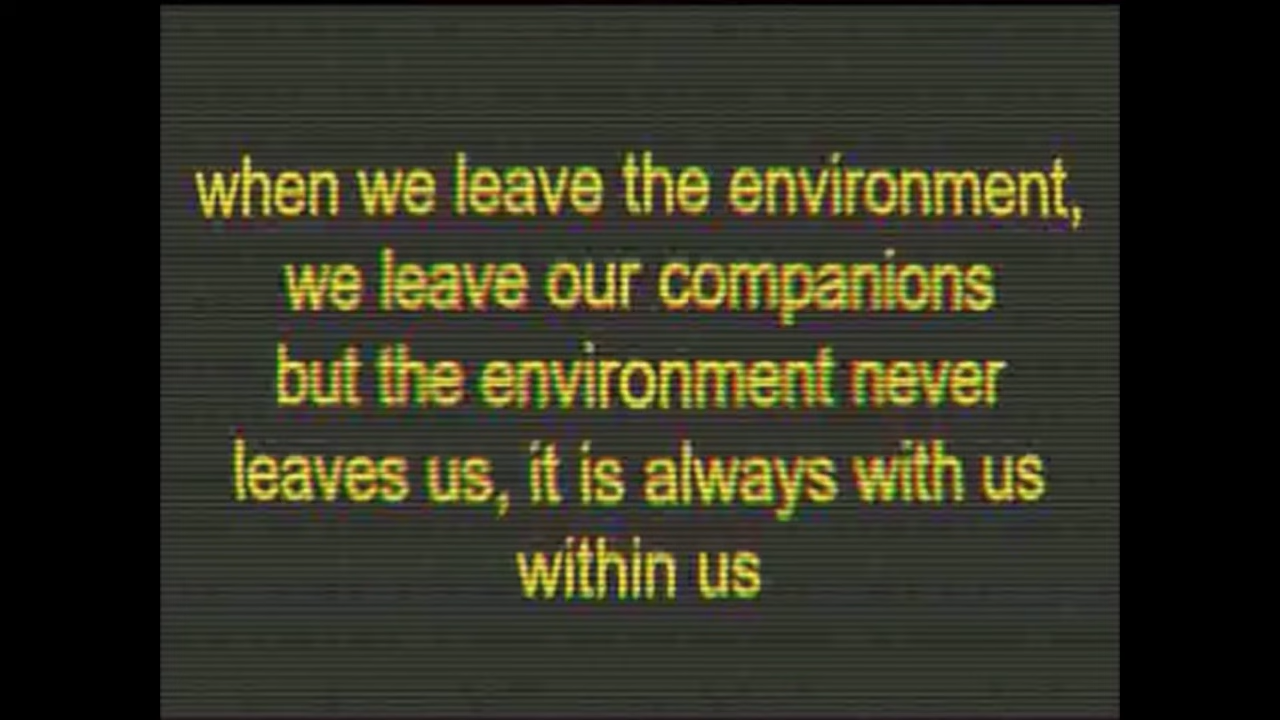 when we leave the environment,
we leave our companions
but the environment never
leaves us, it is always with us
within us